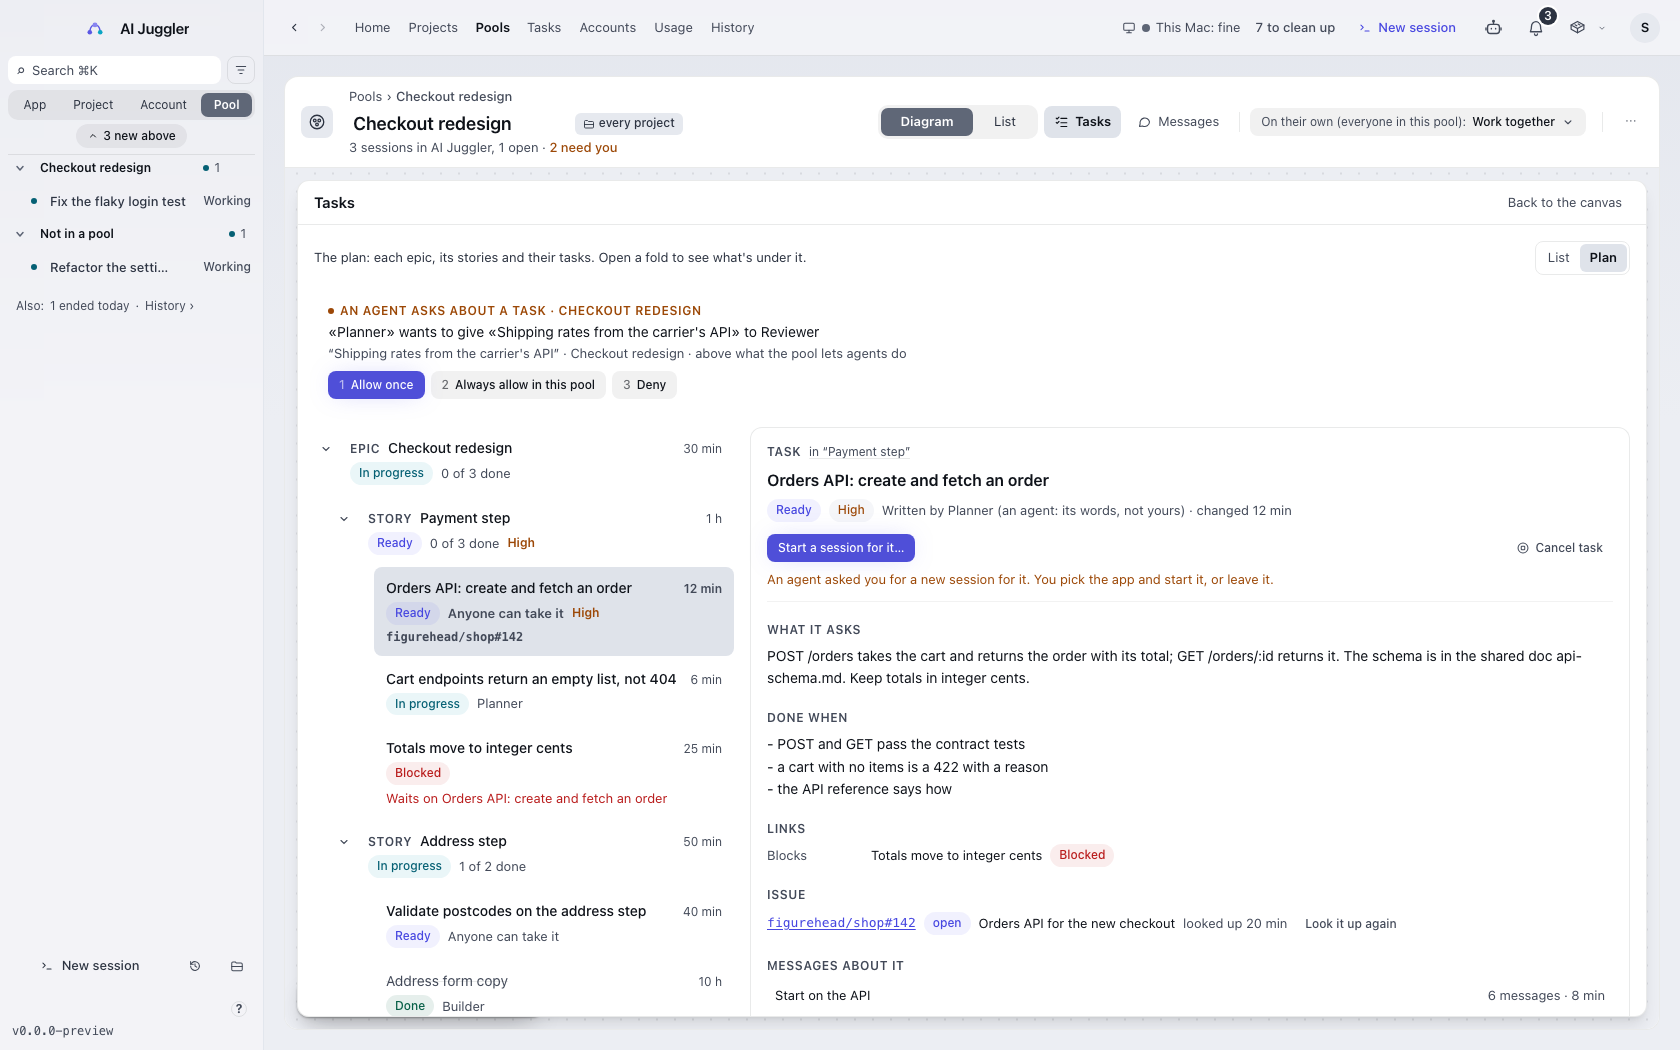 AI Juggler
Search ⌘K
App Project Account Pool
3 new above
Checkout redesign 1
Fix the flaky login test Working
Not in a pool 1
Refactor the setti... Working
Also: 1 ended today · History ›
New session
?
v0.0.0-preview
Home Projects Pools Tasks Accounts Usage History
This Mac: fine 7 to clean up New session 3 S
Pools › Checkout redesign
Checkout redesign every project
3 sessions in AI Juggler, 1 open · 2 need you
Diagram List Tasks Messages On their own (everyone in this pool): Work together ...
Tasks Back to the canvas
The plan: each epic, its stories and their tasks. Open a fold to see what's under it. List Plan
AN AGENT ASKS ABOUT A TASK · CHECKOUT REDESIGN
«Planner» wants to give «Shipping rates from the carrier's API» to Reviewer
“Shipping rates from the carrier's API” · Checkout redesign · above what the pool lets agents do
1 Allow once 2 Always allow in this pool 3 Deny
EPIC Checkout redesign 30 min
In progress 0 of 3 done
STORY Payment step 1 h
Ready 0 of 3 done High
Orders API: create and fetch an order 12 min
Ready Anyone can take it High
figurehead/shop#142
Cart endpoints return an empty list, not 404 6 min
In progress Planner
Totals move to integer cents 25 min
Blocked
Waits on Orders API: create and fetch an order
STORY Address step 50 min
In progress 1 of 2 done
Validate postcodes on the address step 40 min
Ready Anyone can take it
Address form copy 10 h
Done Builder
TASK in “Payment step”
Orders API: create and fetch an order
Ready High Written by Planner (an agent: its words, not yours) · changed 12 min
Start a session for it... Cancel task
An agent asked you for a new session for it. You pick the app and start it, or leave it.
WHAT IT ASKS
POST /orders takes the cart and returns the order with its total; GET /orders/:id returns it. The schema is in the shared doc api-
schema.md. Keep totals in integer cents.
DONE WHEN
- POST and GET pass the contract tests
- a cart with no items is a 422 with a reason
- the API reference says how
LINKS
Blocks Totals move to integer cents Blocked
ISSUE
figurehead/shop#142 open Orders API for the new checkout looked up 20 min Look it up again
MESSAGES ABOUT IT
Start on the API 6 messages · 8 min